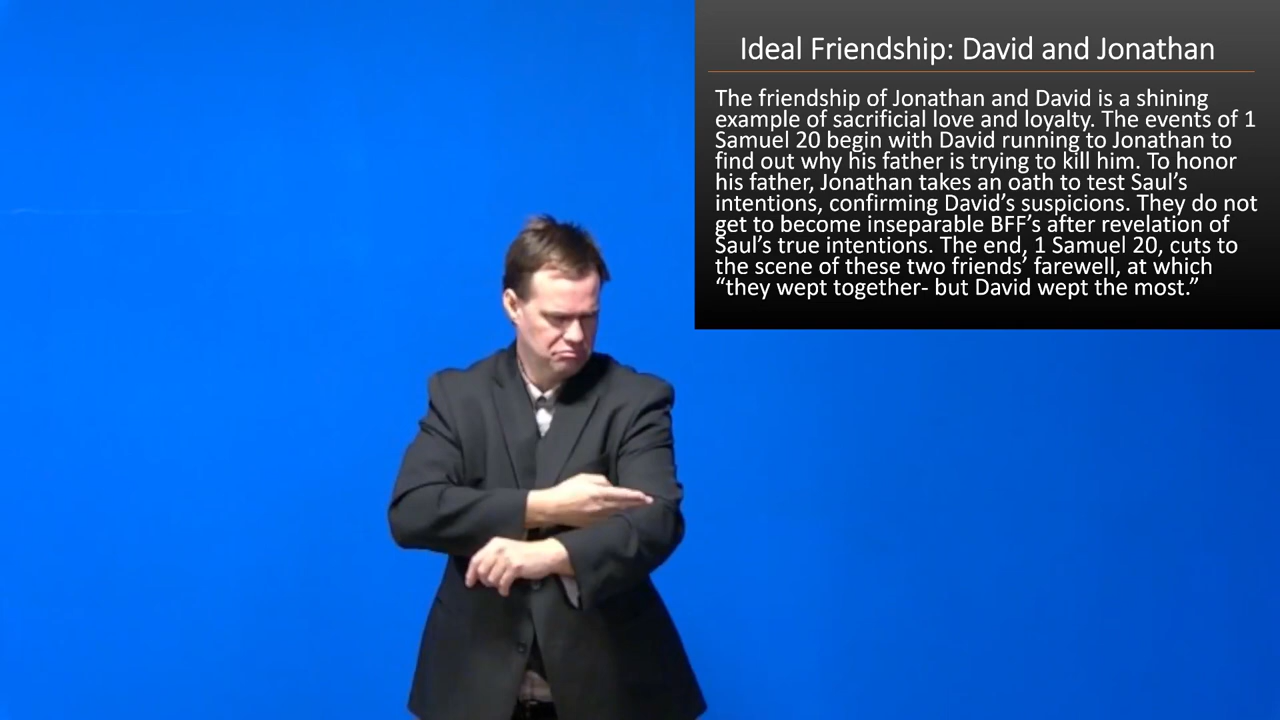 Ideal Friendship: David and Jonathan
The friendship of Jonathan and David is a shining
example of sacrificial love and loyalty. The events of 1
Samuel 20 begin with David running to Jonathan to
find out why his father is trying to kill him. To honor
his father, Jonathan takes an oath to test Saul’s
intentions, confirming David’s suspicions. They do not
get to become inseparable BFF’s after revelation of
Saul’s true intentions. The end, 1 Samuel 20, cuts to
the scene of these two friends’ farewell, at which
“they wept together- but David wept the most.”